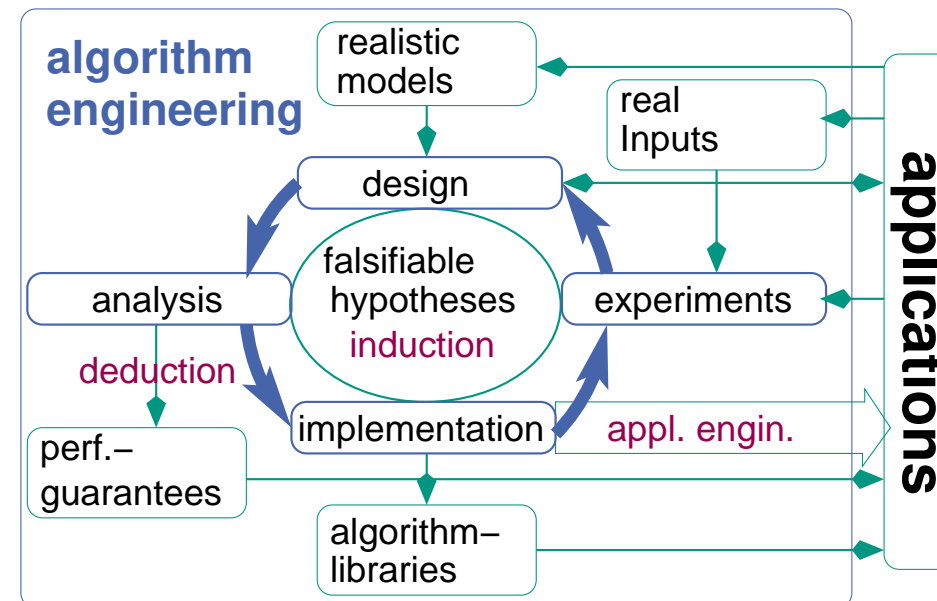 algorithm
engineering
realistic
models
real
Inputs
design
falsifiable
hypotheses
induction
analysis
experiments
deduction
implementation
appl. engin.
perf.−
guarantees
algorithm−
libraries
applications